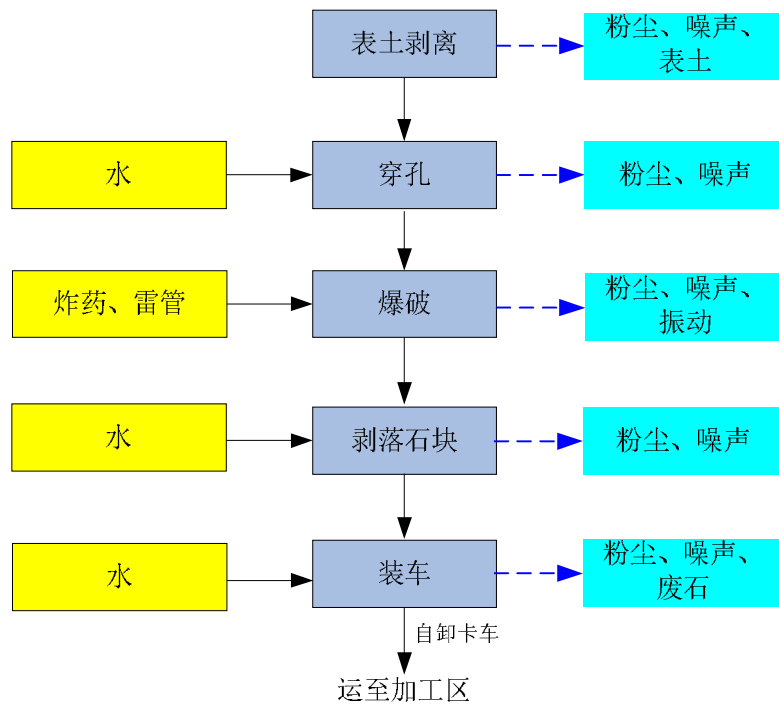 表土剥离
粉尘、噪声、
表土
水
穿孔
粉尘、噪声
炸药、雷管
爆破
粉尘、噪声、
振动
水
剥落石块
粉尘、噪声
水
装车
粉尘、噪声、
废石
自卸卡车
运至加工区